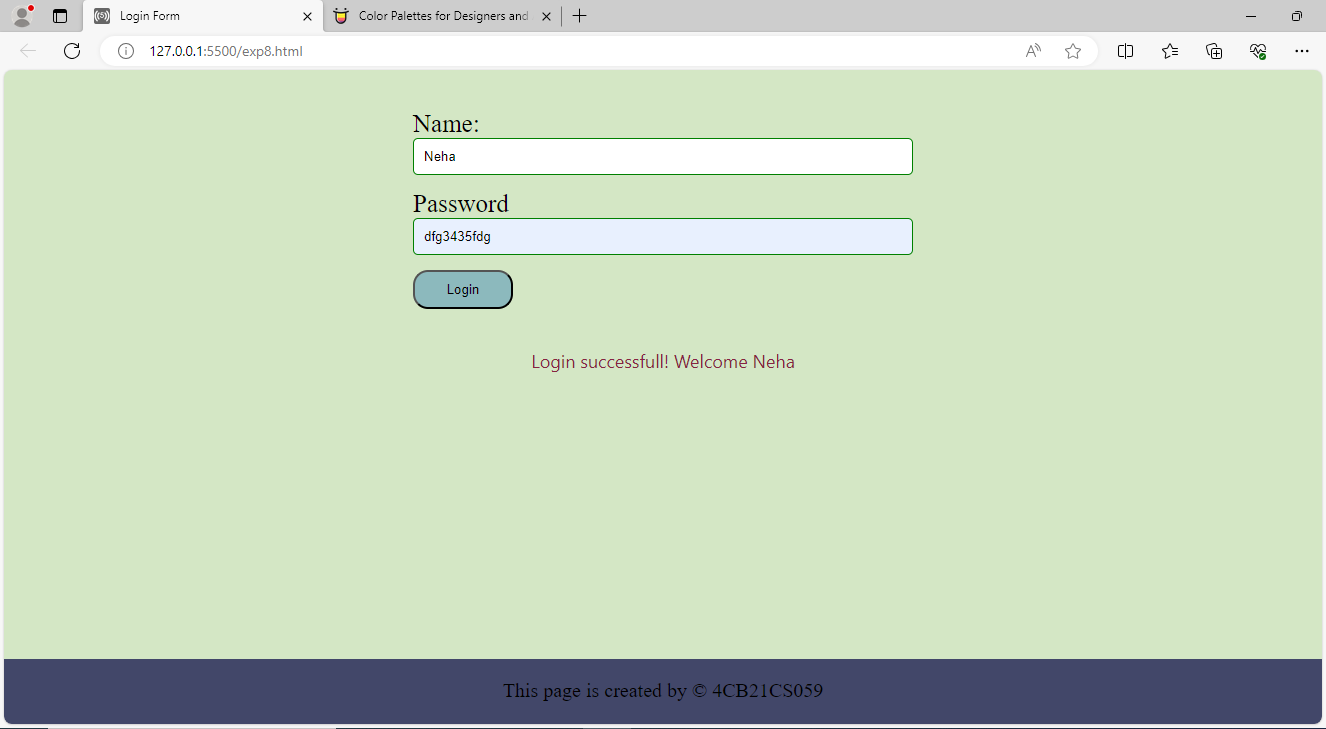 Login Form
Color Palettes for Designers and
127.0.0.1:5500/exp8.html
Name:
Neha
Password
dfg3435fdg
Login
Login successfull! Welcome Neha
This page is created by © 4CB21CS059